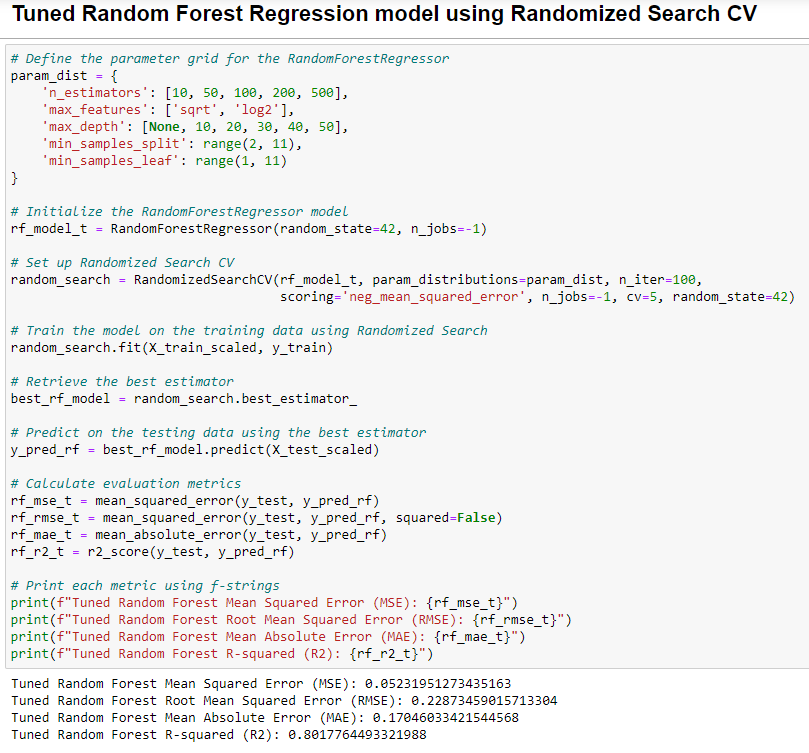 Tuned Random Forest Regression model using Randomized Search CV
# Define the parameter grid for the RandomForestRegressor
param_dist = {
    'n_estimators': [10, 50, 100, 200, 500],
    'max_features': ['sqrt', 'log2'],
    'max_depth': [None, 10, 20, 30, 40, 50],
    'min_samples_split': range(2, 11),
    'min_samples_leaf': range(1, 11)
}
# Initialize the RandomForestRegressor model
rf_model_t = RandomForestRegressor(random_state=42, n_jobs=-1)
# Set up Randomized Search CV
random_search = RandomizedSearchCV(rf_model_t, param_distributions=param_dist, n_iter=100,
                                   scoring='neg_mean_squared_error', n_jobs=-1, cv=5, random_state=42)
# Train the model on the training data using Randomized Search
random_search.fit(X_train_scaled, y_train)
# Retrieve the best estimator
best_rf_model = random_search.best_estimator_
# Predict on the testing data using the best estimator
y_pred_rf = best_rf_model.predict(X_test_scaled)
# Calculate evaluation metrics
rf_mse_t = mean_squared_error(y_test, y_pred_rf)
rf_rmse_t = mean_squared_error(y_test, y_pred_rf, squared=False)
rf_mae_t = mean_absolute_error(y_test, y_pred_rf)
rf_r2_t = r2_score(y_test, y_pred_rf)
# Print each metric using f-strings
print(f"Tuned Random Forest Mean Squared Error (MSE): {rf_mse_t}")
print(f"Tuned Random Forest Root Mean Squared Error (RMSE): {rf_rmse_t}")
print(f"Tuned Random Forest Mean Absolute Error (MAE): {rf_mae_t}")
print(f"Tuned Random Forest R-squared (R2): {rf_r2_t}")
Tuned Random Forest Mean Squared Error (MSE): 0.05231951273435163
Tuned Random Forest Root Mean Squared Error (RMSE): 0.22873459015713304
Tuned Random Forest Mean Absolute Error (MAE): 0.17046033421544568
Tuned Random Forest R-squared (R2): 0.8017764493321988